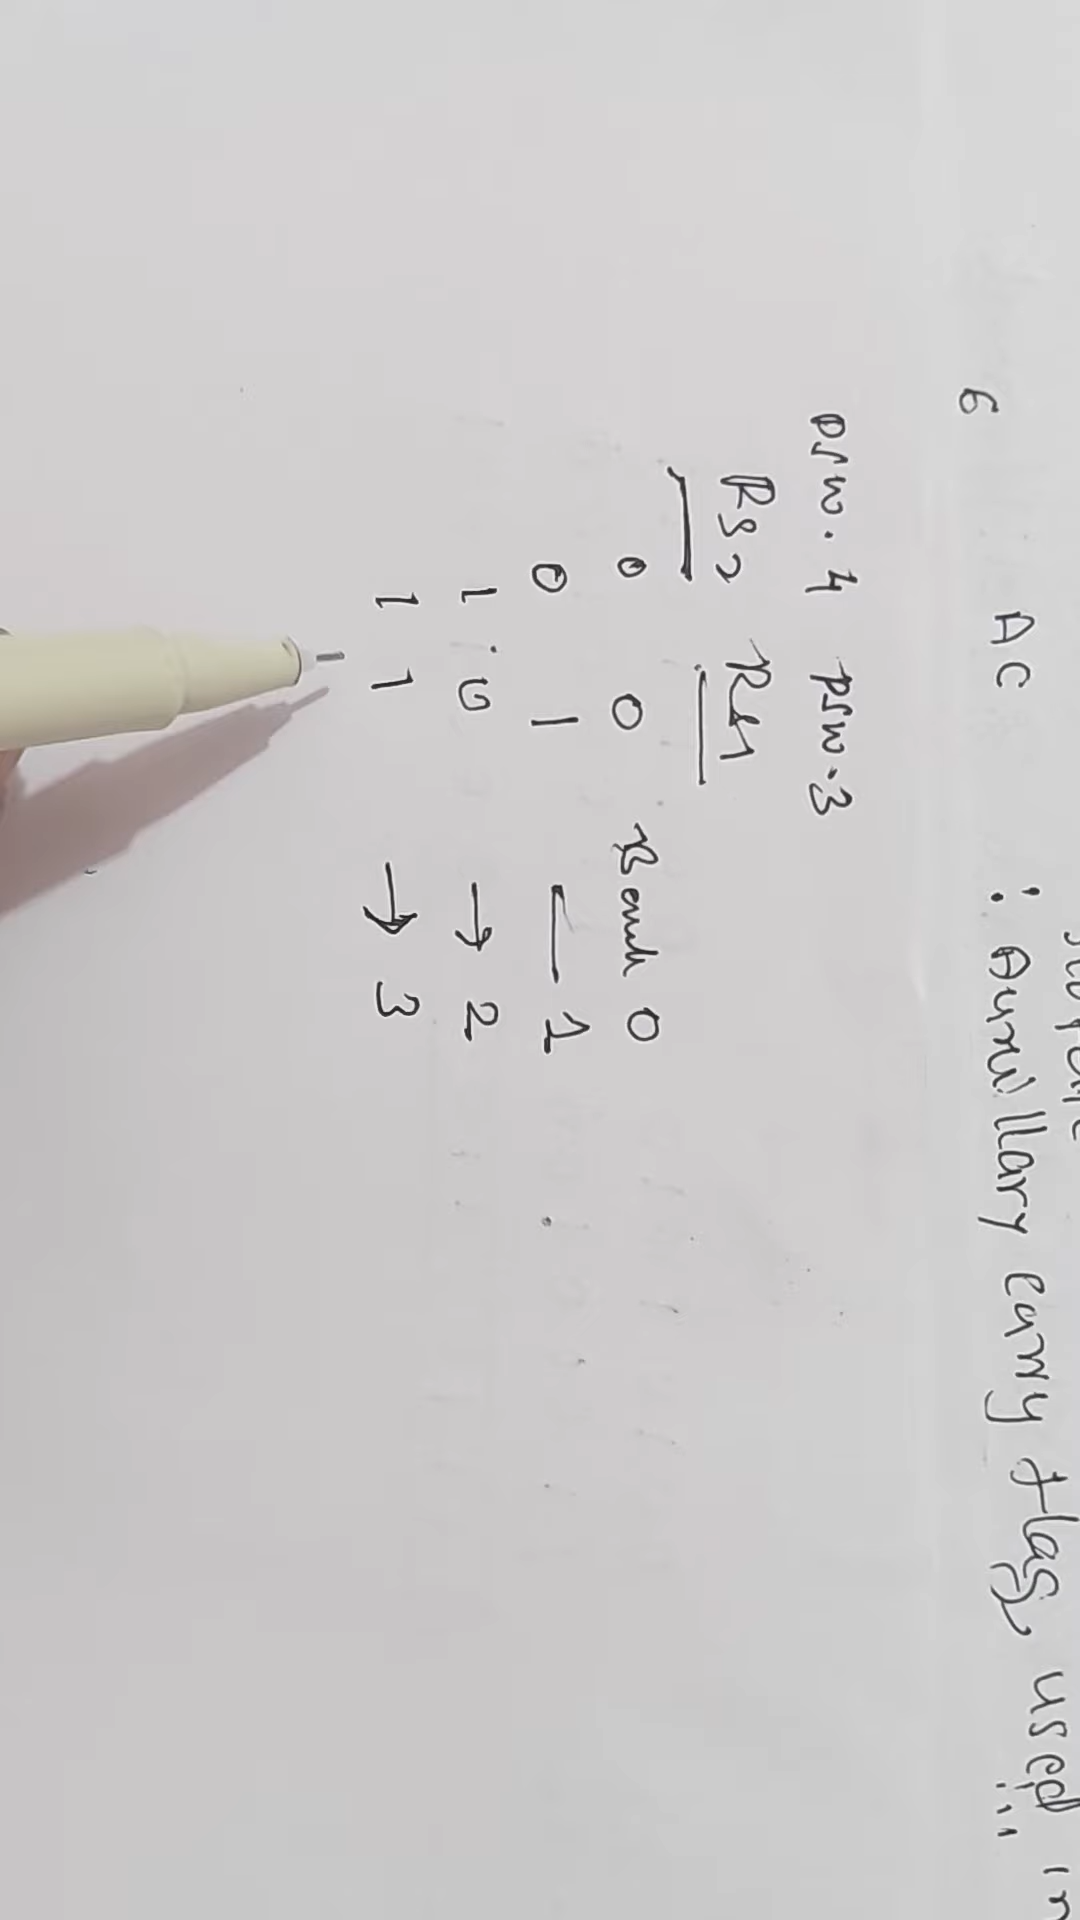 6 AC : Auxillary carry flag used in
PSW.4 PSW.3
RS2 RS1
0 0 Bank 0
0 1 — 1
1 0 → 2
1 1 → 3